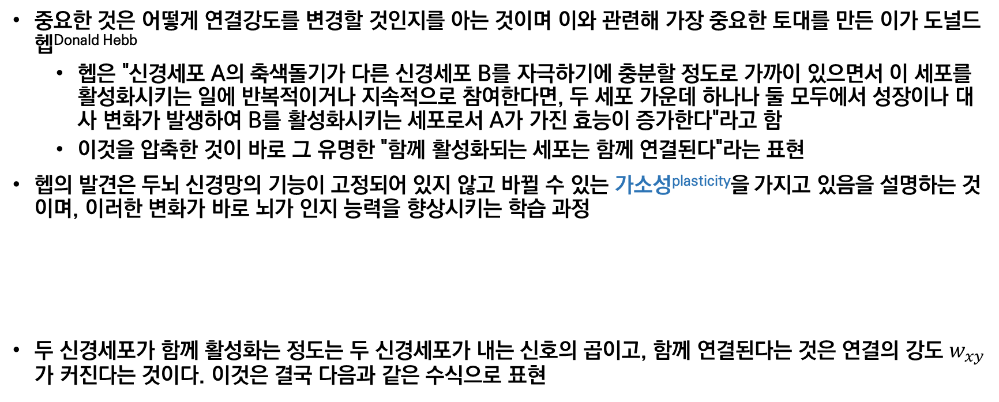 • 중요한 것은 어떻게 연결강도를 변경할 것인지를 아는 것이며 이와 관련해 가장 중요한 토대를 만든 이가 도널드
헵Donald Hebb
• 헵은 "신경세포 A의 축색돌기가 다른 신경세포 B를 자극하기에 충분할 정도로 가까이 있으면서 이 세포를
활성화시키는 일에 반복적이거나 지속적으로 참여한다면, 두 세포 가운데 하나나 둘 모두에서 성장이나 대
사 변화가 발생하여 B를 활성화시키는 세포로서 A가 가진 효능이 증가한다"라고 함
• 이것을 압축한 것이 바로 그 유명한 "함께 활성화되는 세포는 함께 연결된다"라는 표현
• 헵의 발견은 두뇌 신경망의 기능이 고정되어 있지 않고 바뀔 수 있는 가소성plasticity을 가지고 있음을 설명하는 것
이며, 이러한 변화가 바로 뇌가 인지 능력을 향상시키는 학습 과정
• 두 신경세포가 함께 활성화는 정도는 두 신경세포가 내는 신호의 곱이고, 함께 연결된다는 것은 연결의 강도 w_xy
가 커진다는 것이다. 이것은 결국 다음과 같은 수식으로 표현